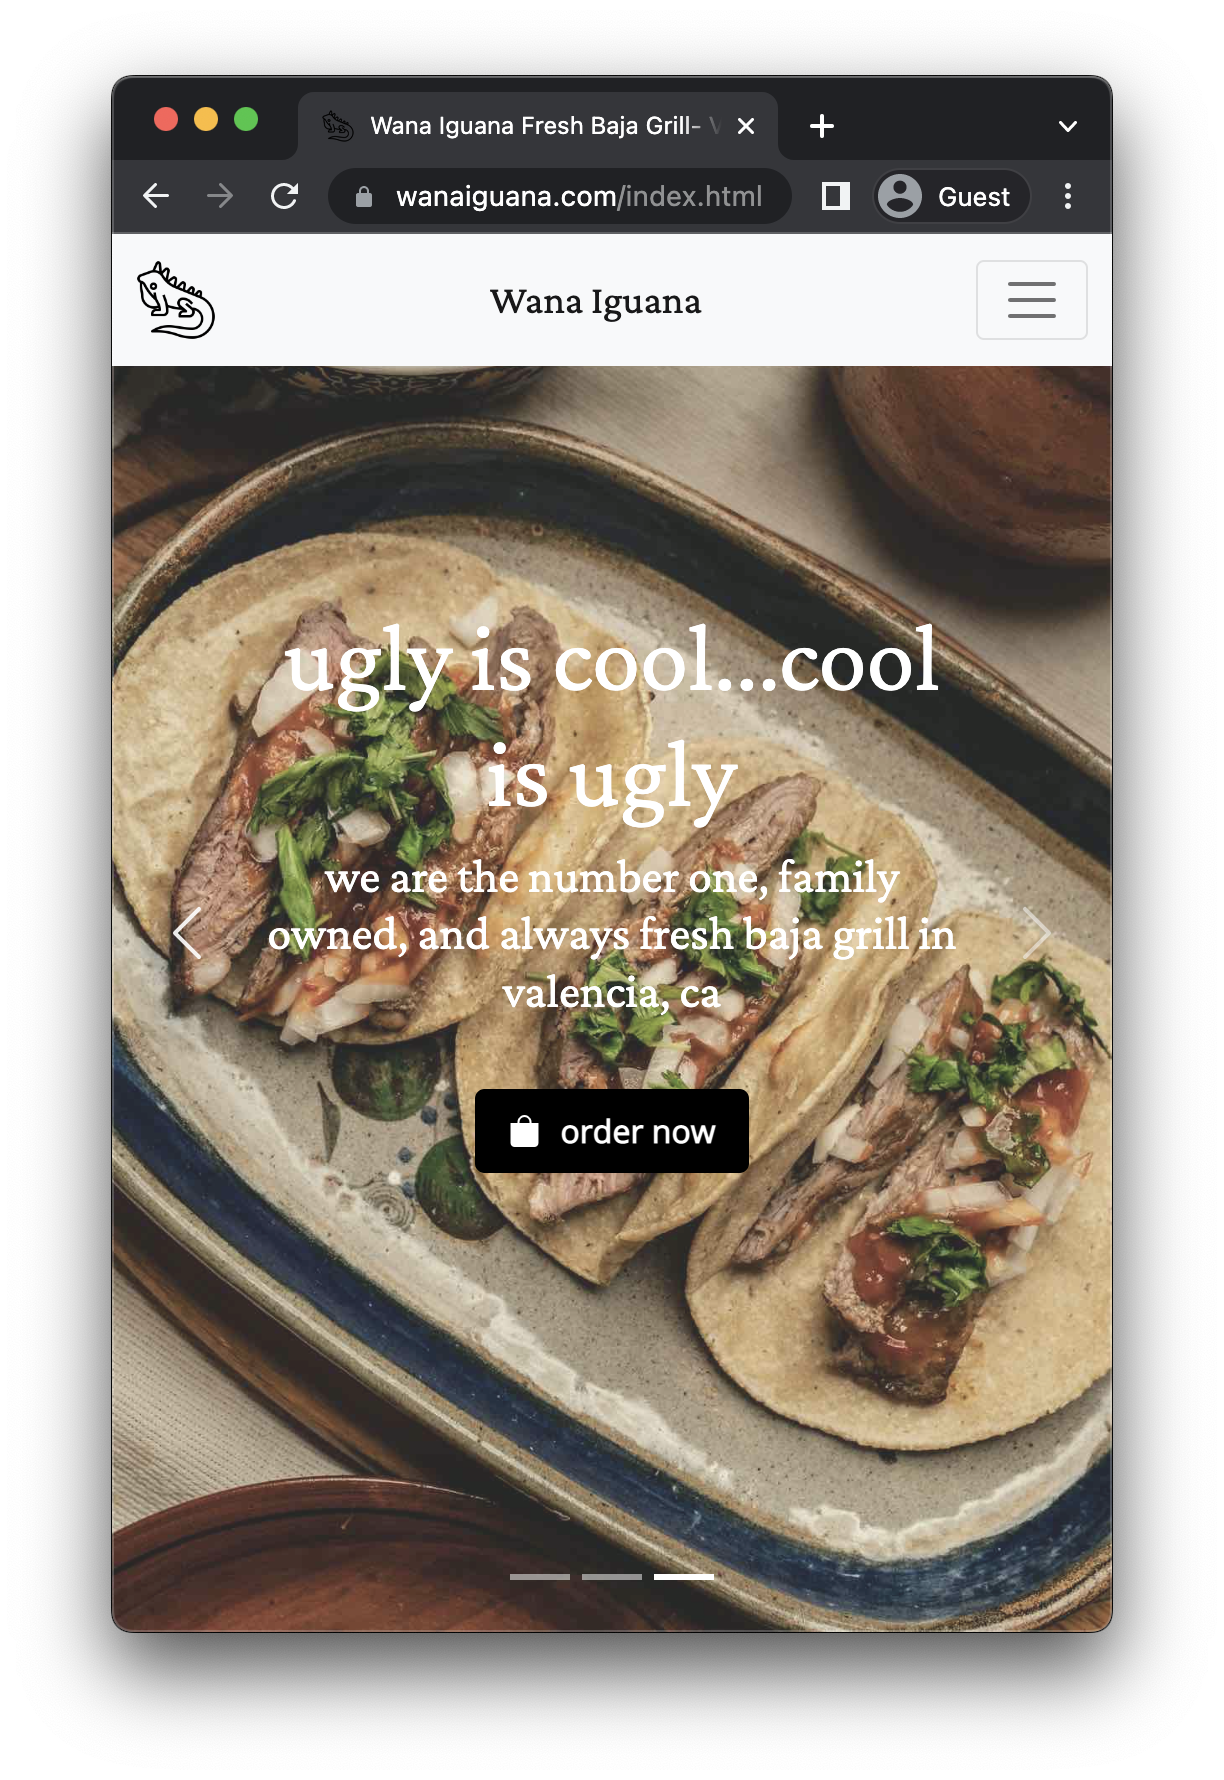 Wana Iguana Fresh Baja Grill-
wanaiguana.com/index.html
Guest
Wana Iguana
ugly is cool...cool
is ugly
we are the number one, family
owned, and always fresh baja grill in
valencia, ca
order now